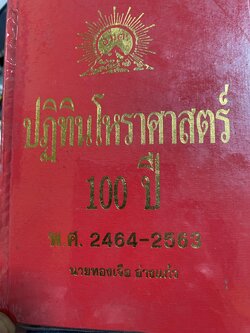 ปฏิทินโหราศาสตร์
100 ปี
พ.ศ. 2464-2563
นายทองเจือ อ่างแก้ว